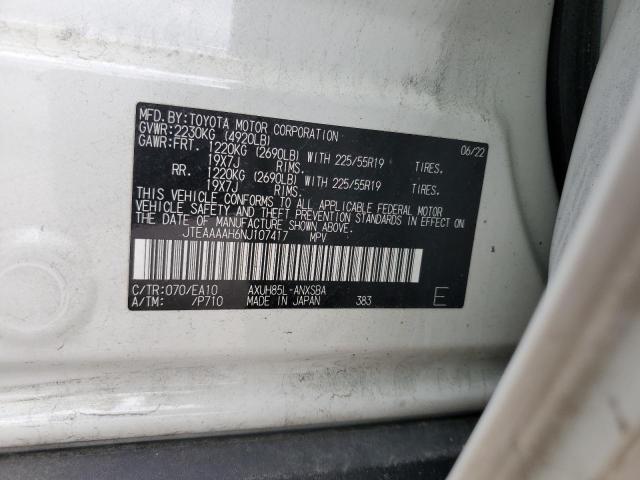 MFD.BY:TOYOTA MOTOR CORPORATION 06/22
GVWR:2230KG (4920LB)
GAWR:FRT. 1220KG (2690LB) WITH 225/55R19 TIRES.
19X7J RIMS.
RR. 1220KG (2690LB) WITH 225/55R19 TIRES.
19X7J RIMS.
THIS VEHICLE CONFORMS TO ALL APPLICABLE FEDERAL MOTOR
VEHICLE SAFETY AND THEFT PREVENTION STANDARDS IN EFFECT ON
THE DATE OF MANUFACTURE SHOWN ABOVE.
JTEAAAAH6NJ107417 MPV
C/TR:070/EA10 AXUH85L-ANXSBA
A/TM: /P710 MADE IN JAPAN 383 E